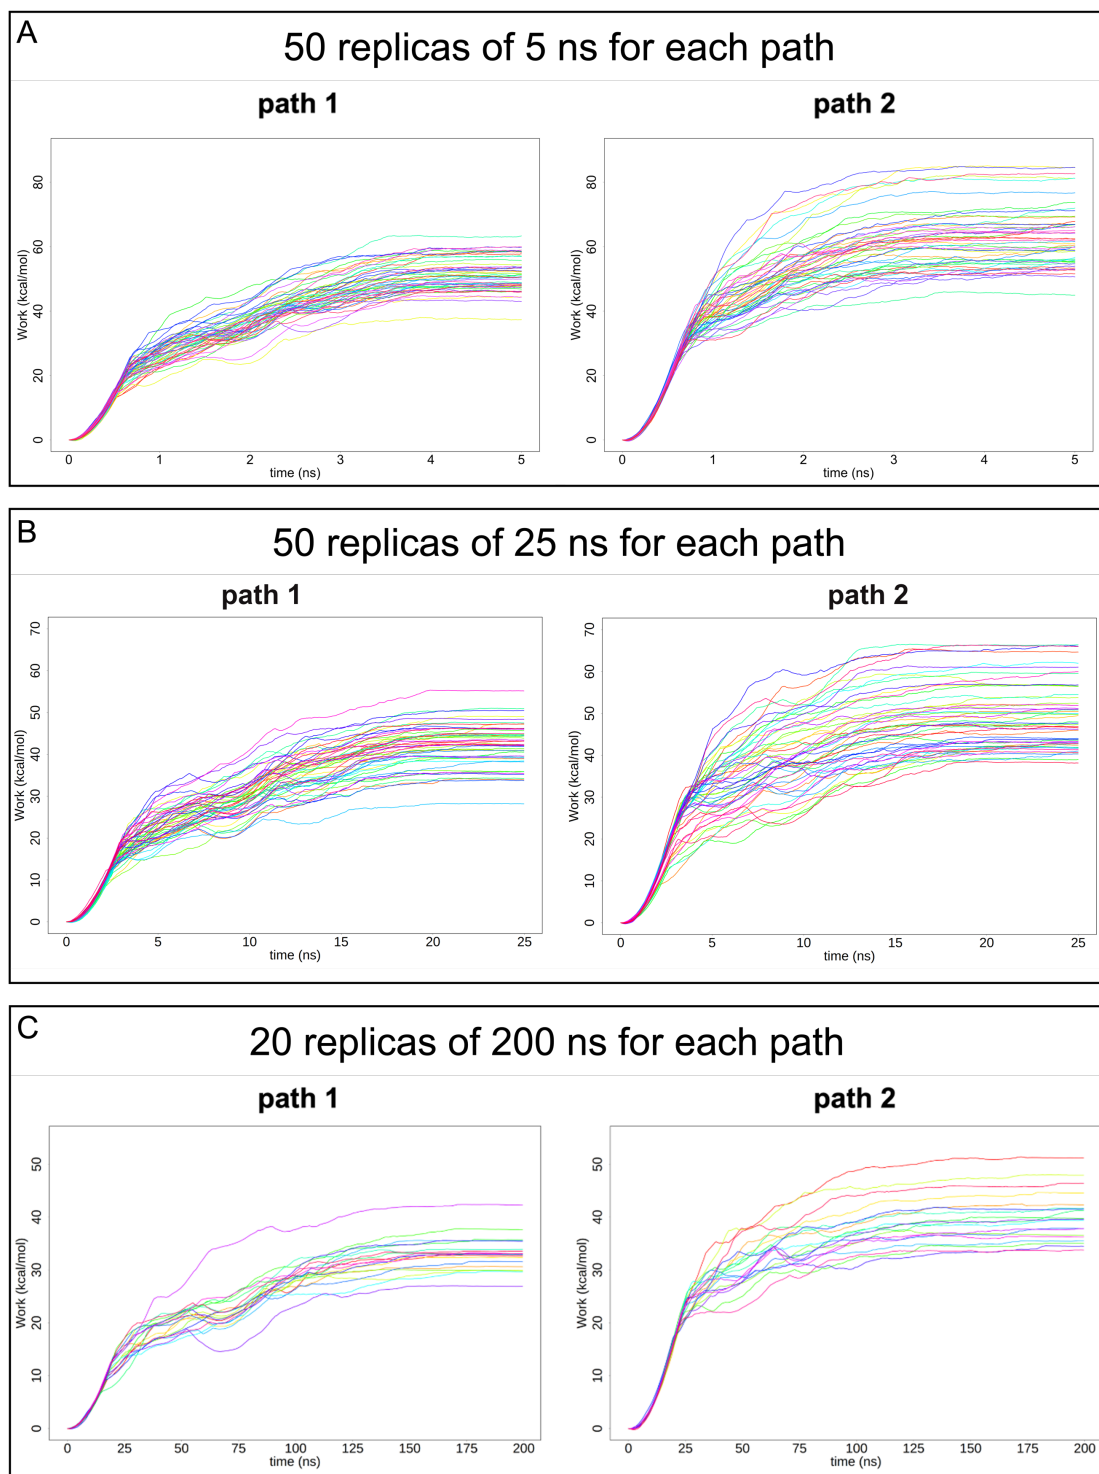 A
50 replicas of 5 ns for each path
path 1
path 2
Work (kcal/mol)
80
60
40
20
0
0 1 2 3 4 5
time (ns)
Work (kcal/mol)
80
60
40
20
0
0 1 2 3 4 5
time (ns)
B
50 replicas of 25 ns for each path
path 1
path 2
Work (kcal/mol)
70
60
50
40
30
20
10
0
0 5 10 15 20 25
time (ns)
Work (kcal/mol)
70
60
50
40
30
20
10
0
0 5 10 15 20 25
time (ns)
C
20 replicas of 200 ns for each path
path 1
path 2
Work (kcal/mol)
50
40
30
20
10
0
0 25 50 75 100 125 150 175 200
time (ns)
Work (kcal/mol)
50
40
30
20
10
0
0 25 50 75 100 125 150 175 200
time (ns)